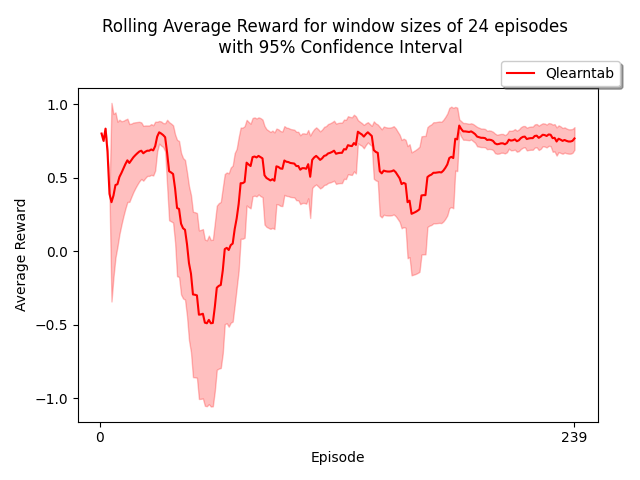 Rolling Average Reward for window sizes of 24 episodes
with 95% Confidence Interval
Qlearntab
1.0
0.5
0.0
−0.5
−1.0
Average Reward
0
239
Episode